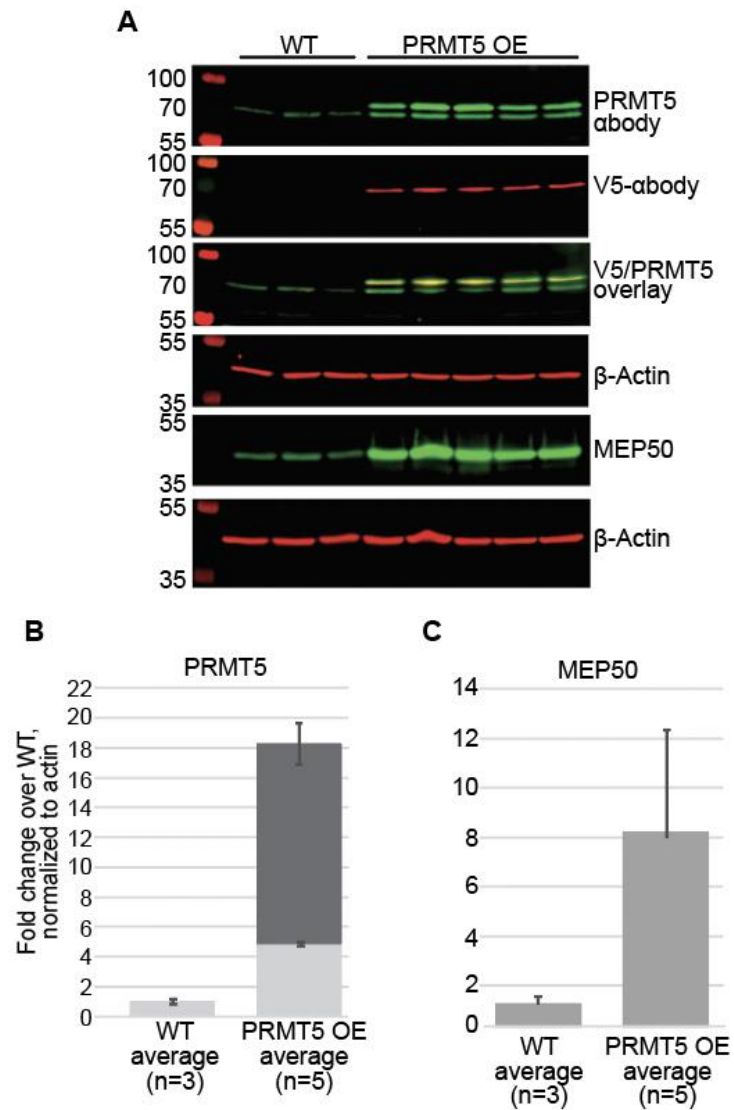 A
WT PRMT5 OE
100
70
55
PRMT5
αbody
100
70
55
V5-αbody
100
70
55
V5/PRMT5
overlay
55
35
β-Actin
55
35
MEP50
55
35
β-Actin
B
PRMT5
Fold change over WT,
normalized to actin
22
20
18
16
14
12
10
8
6
4
2
0
WT
average
(n=3)
PRMT5 OE
average
(n=5)
C
MEP50
14
12
10
8
6
4
2
0
WT
average
(n=3)
PRMT5 OE
average
(n=5)